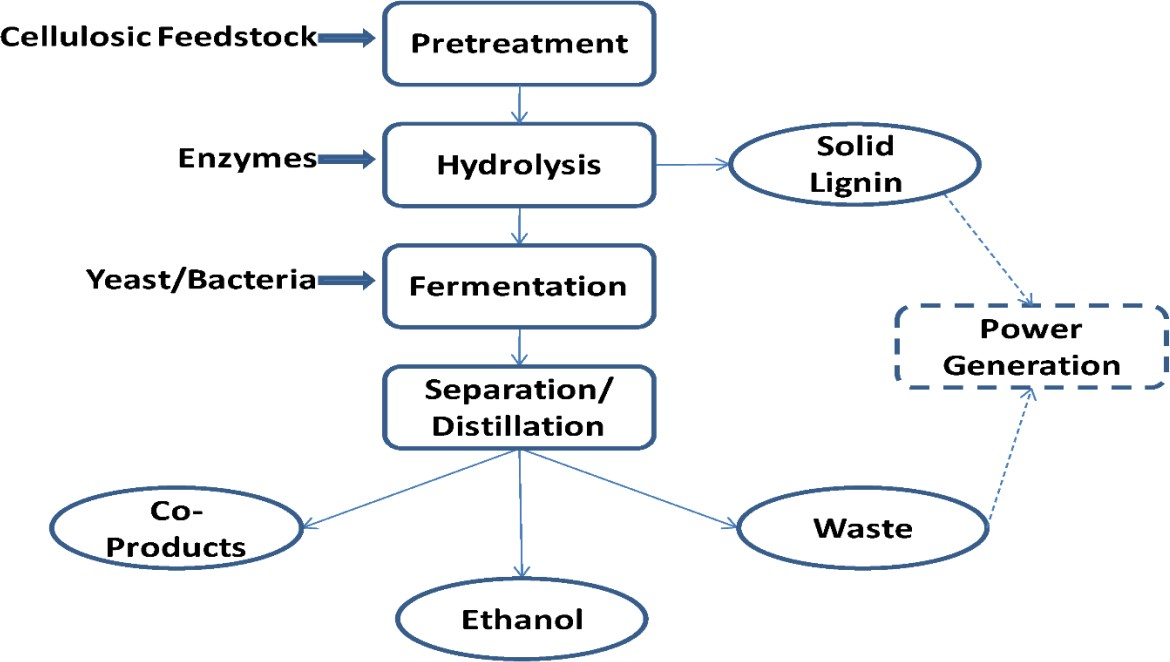 Cellulosic Feedstock
Pretreatment
Enzymes
Hydrolysis
Solid
Lignin
Yeast/Bacteria
Fermentation
Power
Generation
Separation/
Distillation
Co-
Products
Waste
Ethanol